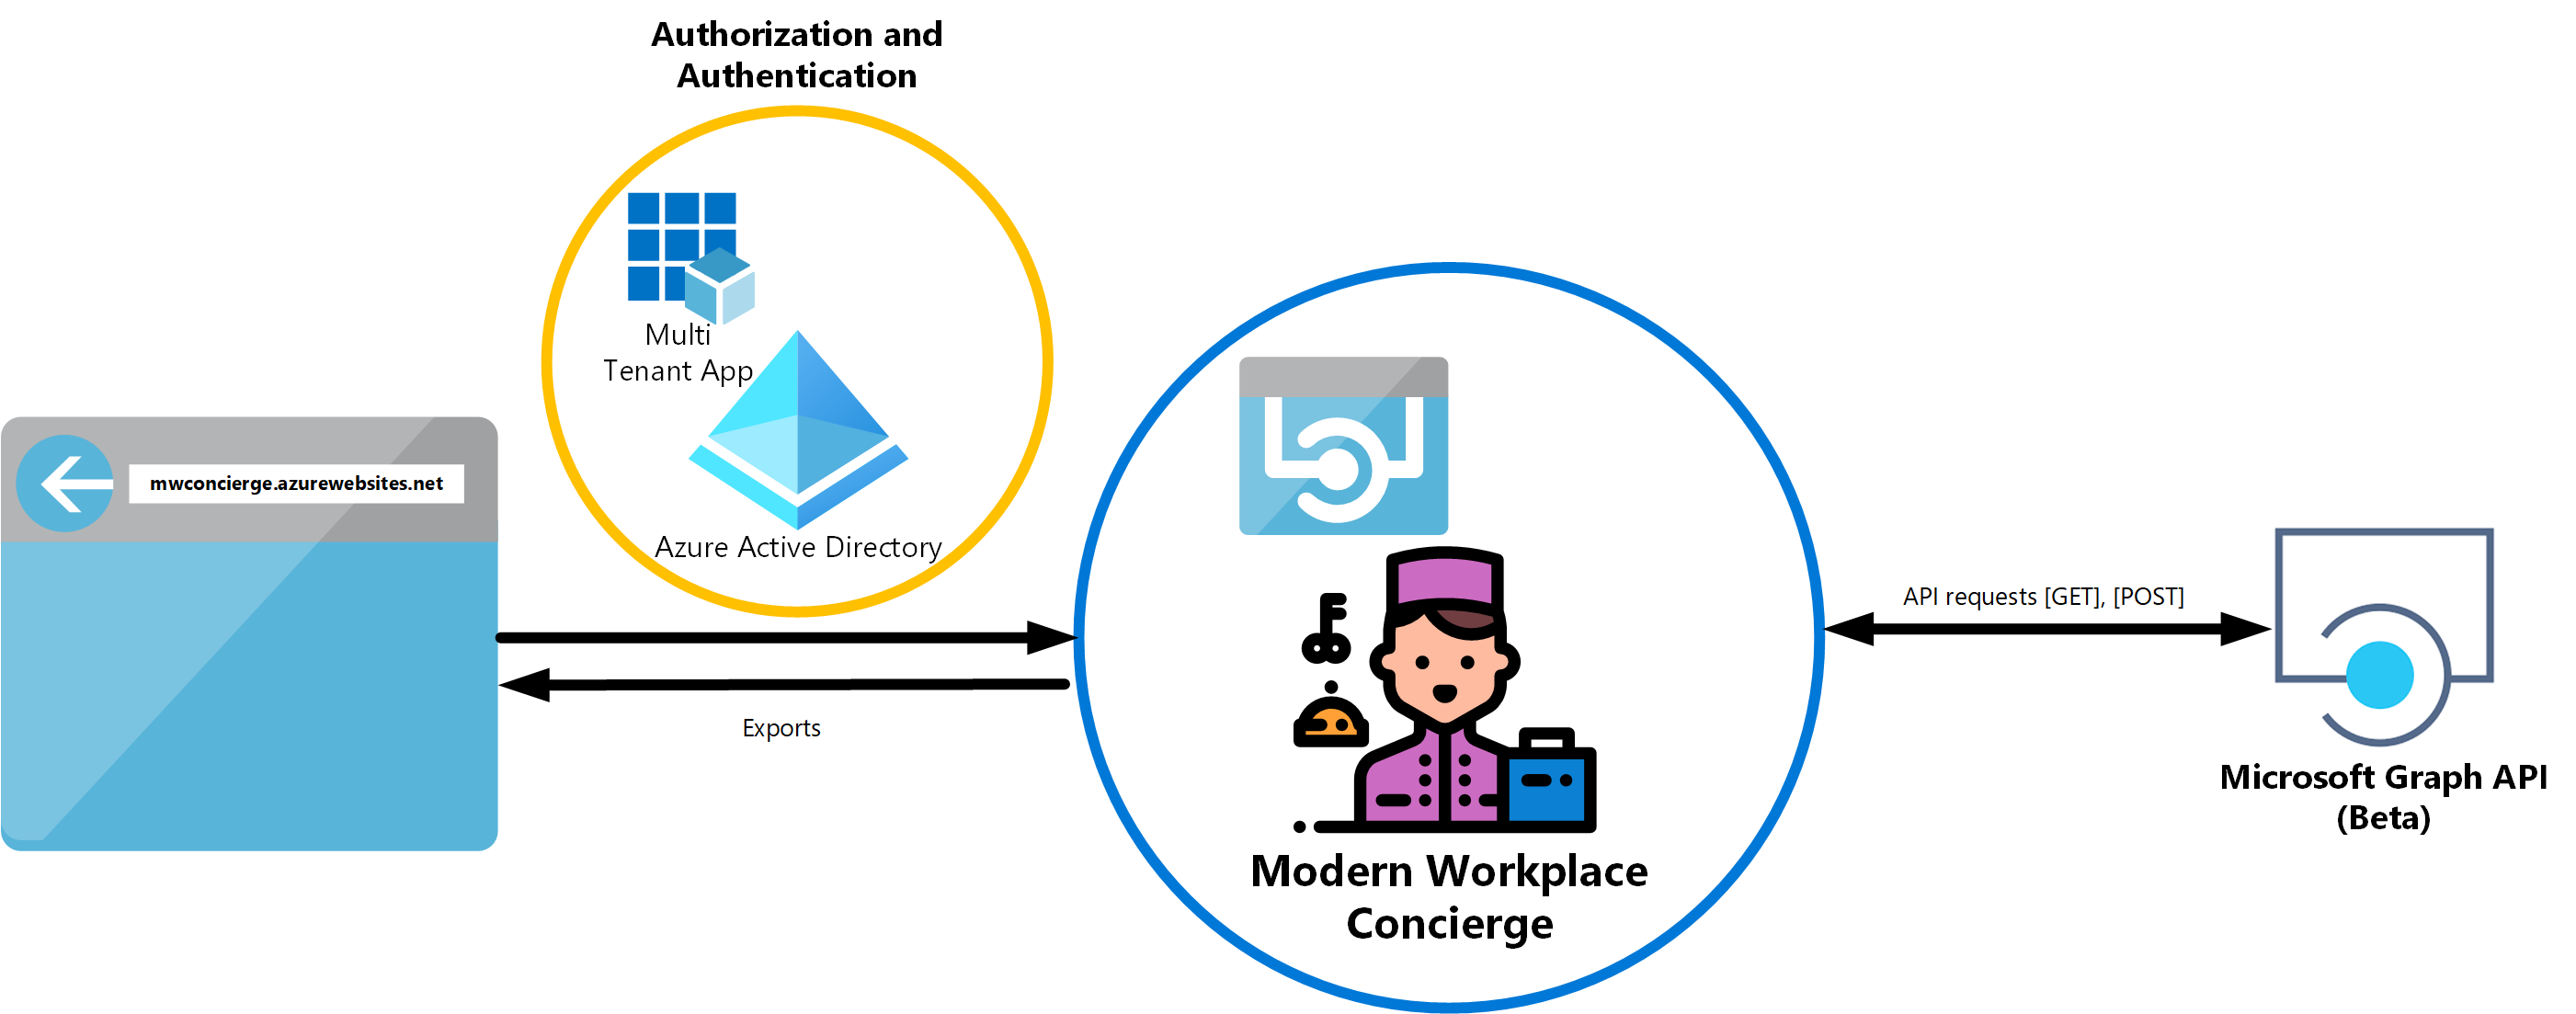 Authorization and
Authentication
Multi
Tenant App
Azure Active Directory
mwconcierge.azurewebsites.net
Exports
Modern Workplace
Concierge
API requests [GET], [POST]
Microsoft Graph API
(Beta)